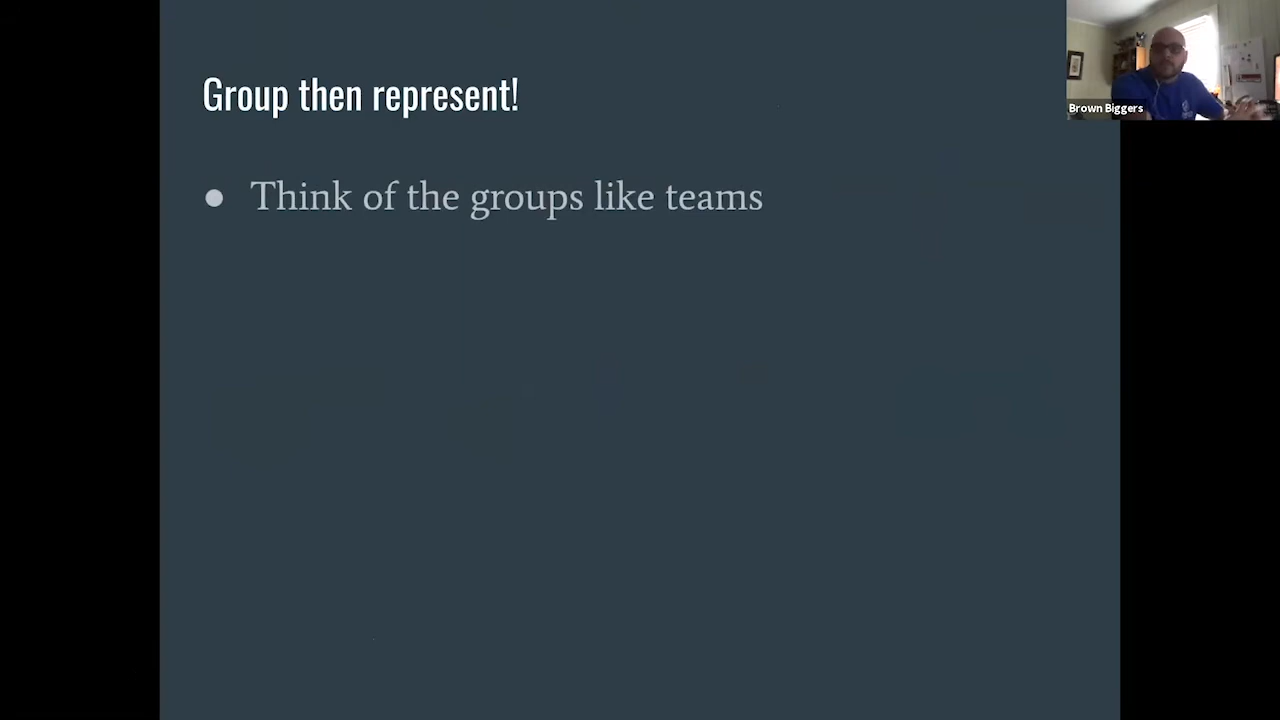 Group then represent!
● Think of the groups like teams
Brown Biggers